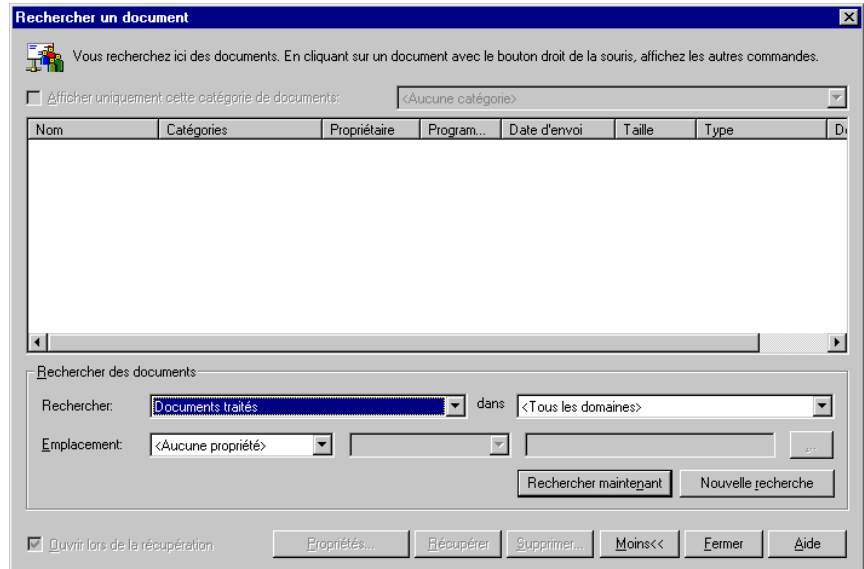 Rechercher un document
Vous recherchez ici des documents. En cliquant sur un document avec le bouton droit de la souris, affichez les autres commandes.
Afficher uniquement cette catégorie de documents: <Aucune catégorie>
Nom Catégories Propriétaire Program... Date d'envoi Taille Type
Rechercher des documents
Rechercher: Documents traités dans <Tous les domaines>
Emplacement: <Aucune propriété> ...
Rechercher maintenant Nouvelle recherche
Ouvrir lors de la récupération Propriétés... Récupérer Supprimer... Moins<< Fermer Aide